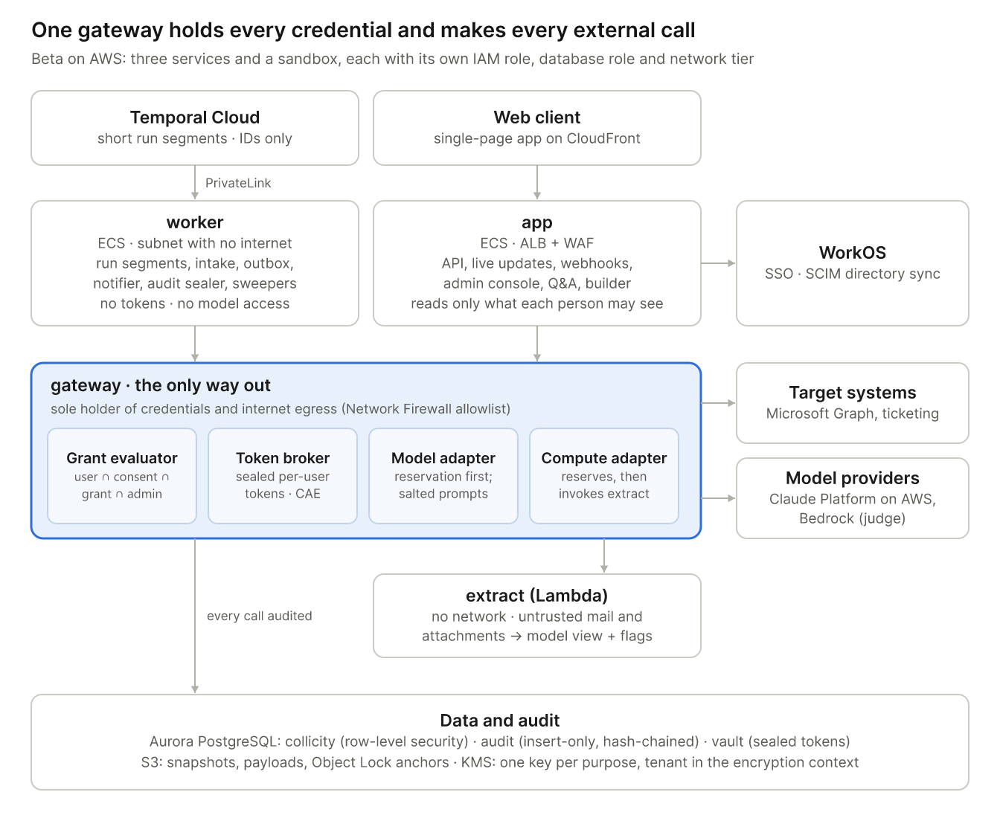 One gateway holds every credential and makes every external call
Beta on AWS: three services and a sandbox, each with its own IAM role, database role and network tier
Temporal Cloud
short run segments · IDs only
Web client
single-page app on CloudFront
PrivateLink
worker
ECS · subnet with no internet
run segments, intake, outbox,
notifier, audit sealer, sweepers
no tokens · no model access
app
ECS · ALB + WAF
API, live updates, webhooks,
admin console, Q&A, builder
reads only what each person may see
WorkOS
SSO · SCIM directory sync
gateway · the only way out
sole holder of credentials and internet egress (Network Firewall allowlist)
Grant evaluator
user ∩ consent ∩
grant ∩ admin
Token broker
sealed per-user
tokens · CAE
Model adapter
reservation first;
salted prompts
Compute adapter
reserves, then
invokes extract
Target systems
Microsoft Graph, ticketing
Model providers
Claude Platform on AWS,
Bedrock (judge)
every call audited
extract (Lambda)
no network · untrusted mail and
attachments → model view + flags
Data and audit
Aurora PostgreSQL: collicity (row-level security) · audit (insert-only, hash-chained) · vault (sealed tokens)
S3: snapshots, payloads, Object Lock anchors · KMS: one key per purpose, tenant in the encryption context